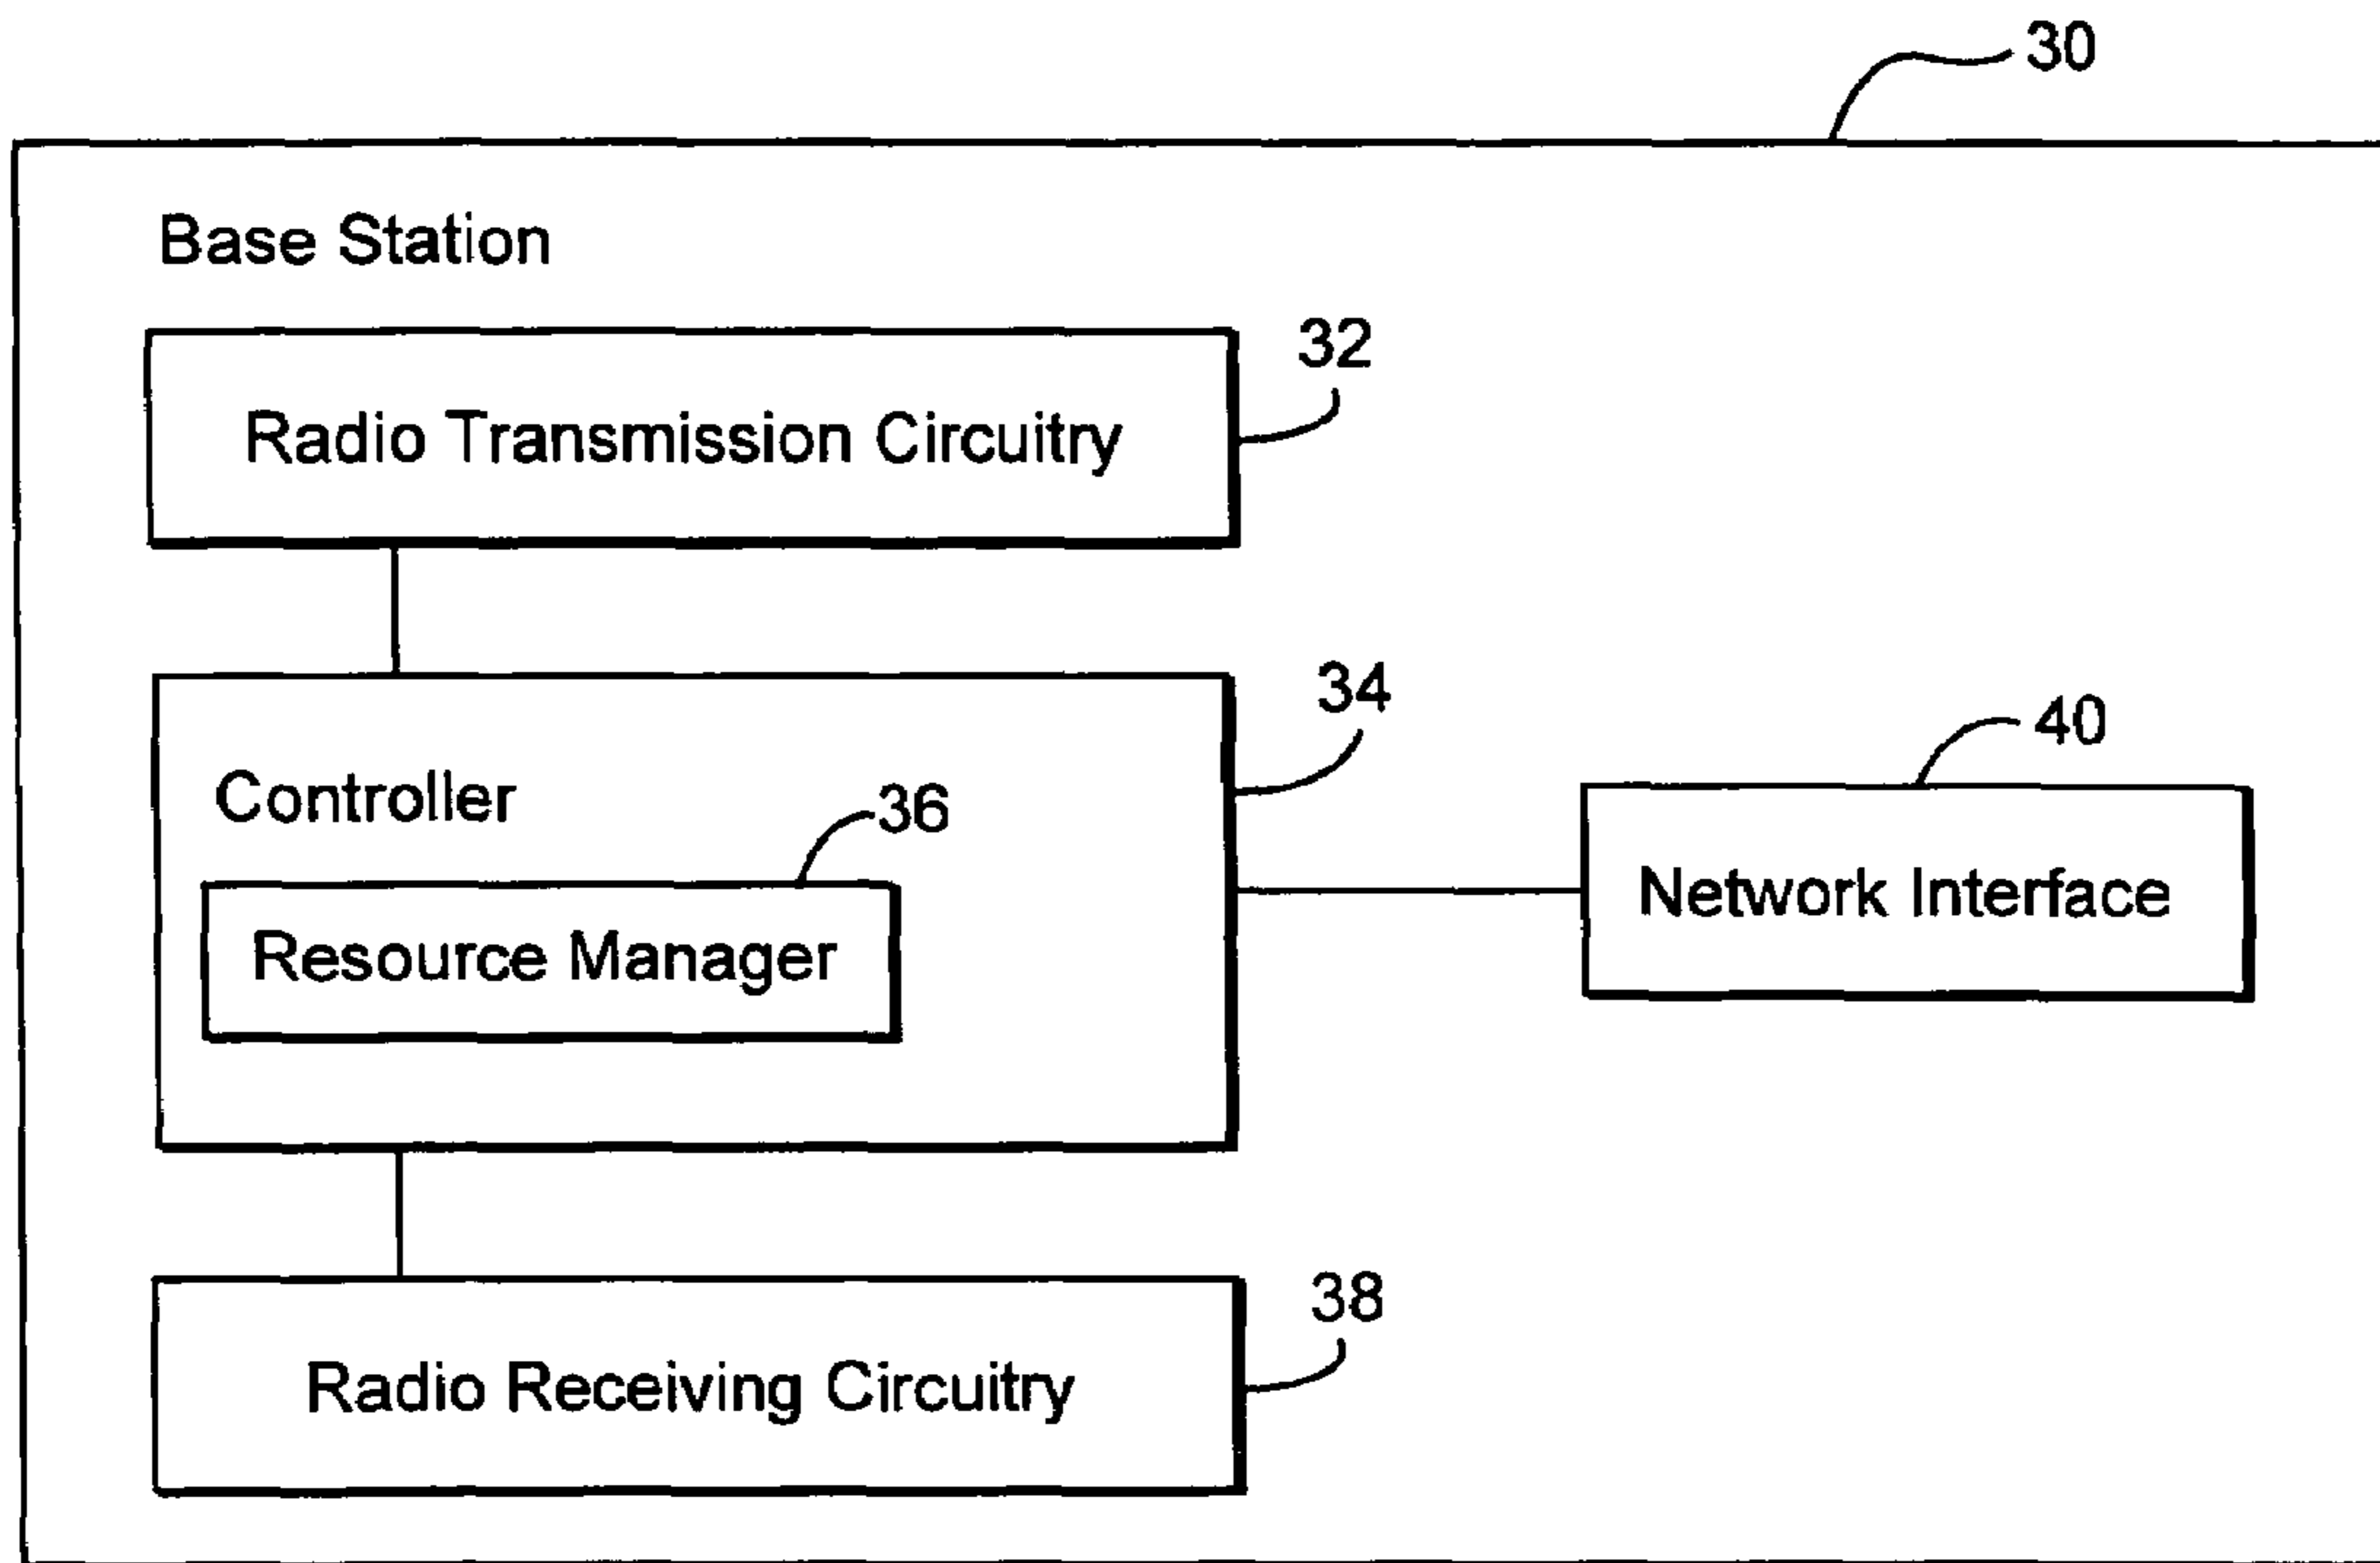 30
Base Station
32
Radio Transmission Circuitry
34
40
Controller
36
Network Interface
Resource Manager
38
Radio Receiving Circuitry